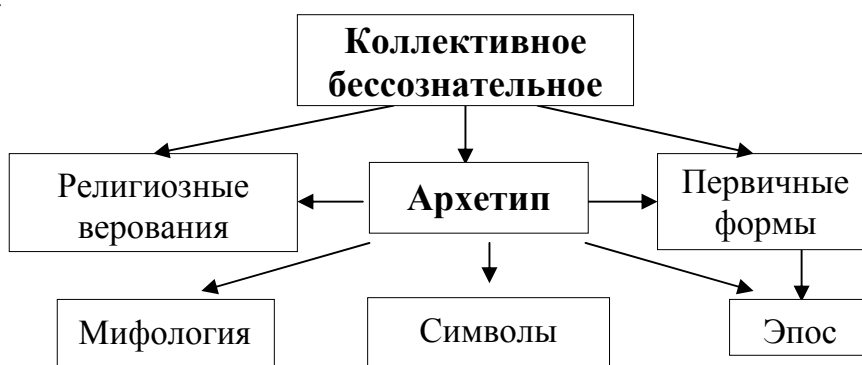 Коллективное
бессознательное
Религиозные
верования
Архетип
Первичные
формы
Мифология
Символы
Эпос